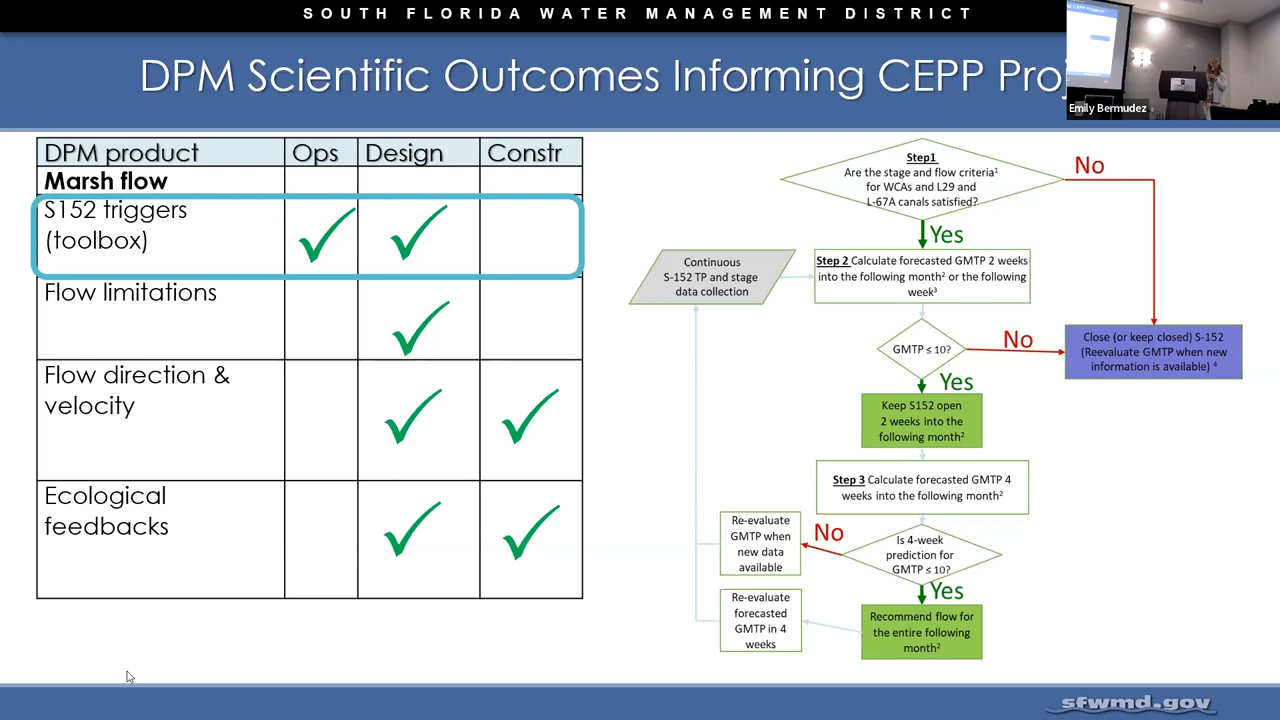 SOUTH FLORIDA WATER MANAGEMENT DISTRICT
DPM Scientific Outcomes Informing CEPP Proj
Emily Bermudez
DPM product Ops Design Constr
Marsh flow
S152 triggers
(toolbox)
Flow limitations
Flow direction &
velocity
Ecological
feedbacks
Step1
Are the stage and flow criteria¹
for WCAs and L29 and
L-67A canals satisfied?
No
Yes
Continuous
S-152 TP and stage
data collection
Step 2 Calculate forecasted GMTP 2 weeks
into the following month² or the following
week³
GMTP ≤ 10?
No
Close (or keep closed) S-152
(Reevaluate GMTP when new
information is available) ⁴
Yes
Keep S152 open
2 weeks into the
following month²
Step 3 Calculate forecasted GMTP 4
weeks into the following month²
Is 4-week
prediction for
GMTP ≤ 10?
No
Re-evaluate
GMTP when
new data
available
Yes
Recommend flow for
the entire following
month²
Re-evaluate
forecasted
GMTP in 4
weeks
sfwmd.gov